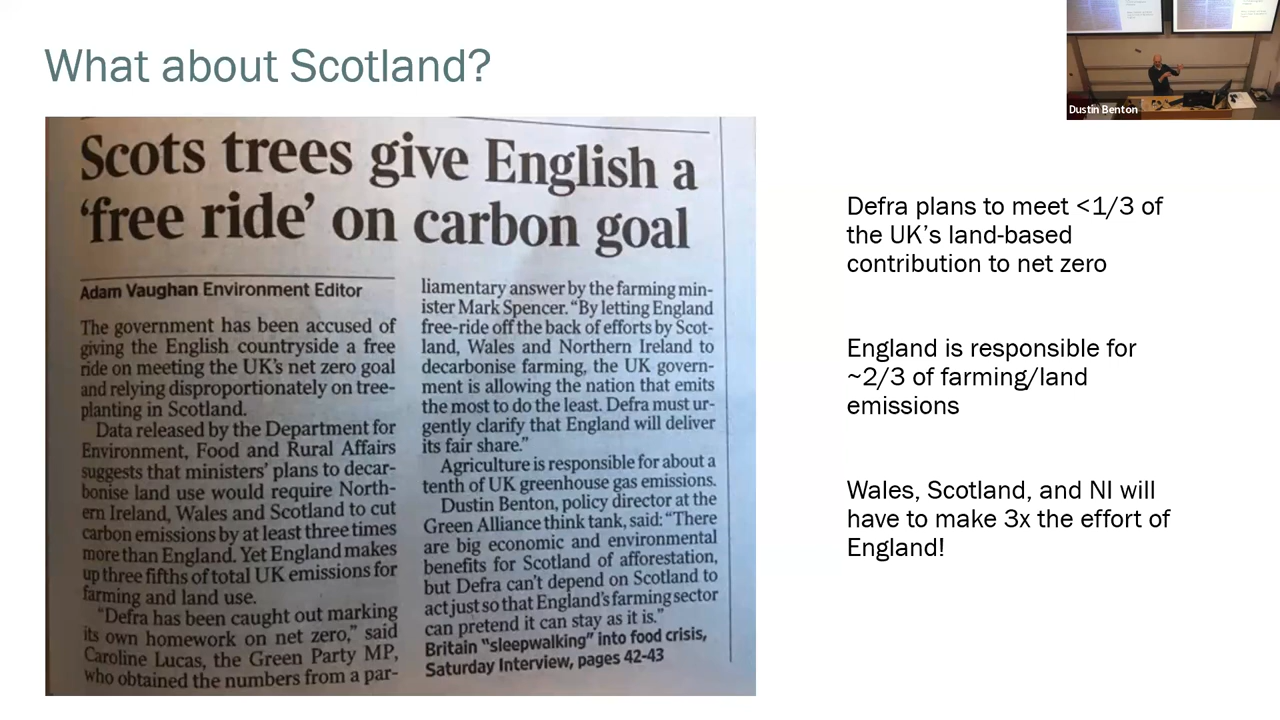 What about Scotland?
Dustin Benton
Scots trees give English a
‘free ride’ on carbon goal
Adam Vaughan Environment Editor
The government has been accused of
giving the English countryside a free
ride on meeting the UK’s net zero goal
and relying disproportionately on tree-
planting in Scotland.
Data released by the Department for
Environment, Food and Rural Affairs
suggests that ministers’ plans to decar-
bonise land use would require North-
ern Ireland, Wales and Scotland to cut
carbon emissions by at least three times
more than England. Yet England makes
up three fifths of total UK emissions for
farming and land use.
“Defra has been caught out marking
its own homework on net zero,” said
Caroline Lucas, the Green Party MP,
who obtained the numbers from a par-
liamentary answer by the farming min-
ister Mark Spencer. “By letting England
free-ride off the back of efforts by Scot-
land, Wales and Northern Ireland to
decarbonise farming, the UK govern-
ment is allowing the nation that emits
the most to do the least. Defra must ur-
gently clarify that England will deliver
its fair share.”
Agriculture is responsible for about a
tenth of UK greenhouse gas emissions.
Dustin Benton, policy director at the
Green Alliance think tank, said: “There
are big economic and environmental
benefits for Scotland of afforestation,
but Defra can’t depend on Scotland to
act just so that England’s farming sector
can pretend it can stay as it is.”
Britain “sleepwalking” into food crisis,
Saturday Interview, pages 42-43
Defra plans to meet <1/3 of
the UK’s land-based
contribution to net zero
England is responsible for
~2/3 of farming/land
emissions
Wales, Scotland, and NI will
have to make 3x the effort of
England!